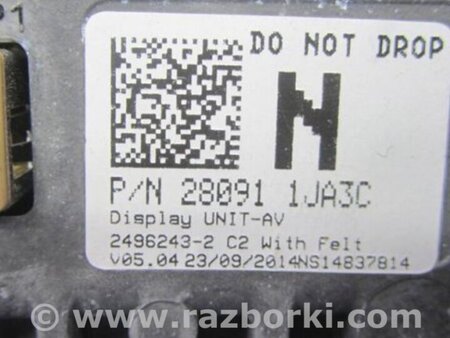 P1
DO NOT DROP
N
P/N 28091 1JA3C
Display UNIT-AV
2496243-2 C2 With Felt
V05.04 23/09/2014NS14837814
www.razborki.com